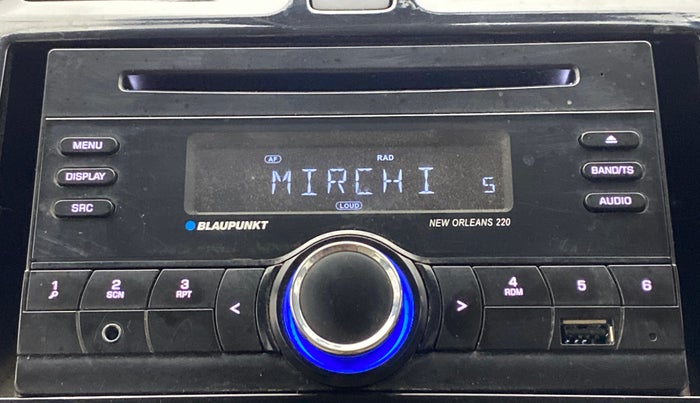 MENU
DISPLAY
SRC
AF
RAD
MIRCHI 5
LOUD
BLAUPUNKT
NEW ORLEANS 220
BAND/TS
AUDIO
1
2
SCN
3
RPT
<
>
4
RDM
5
6